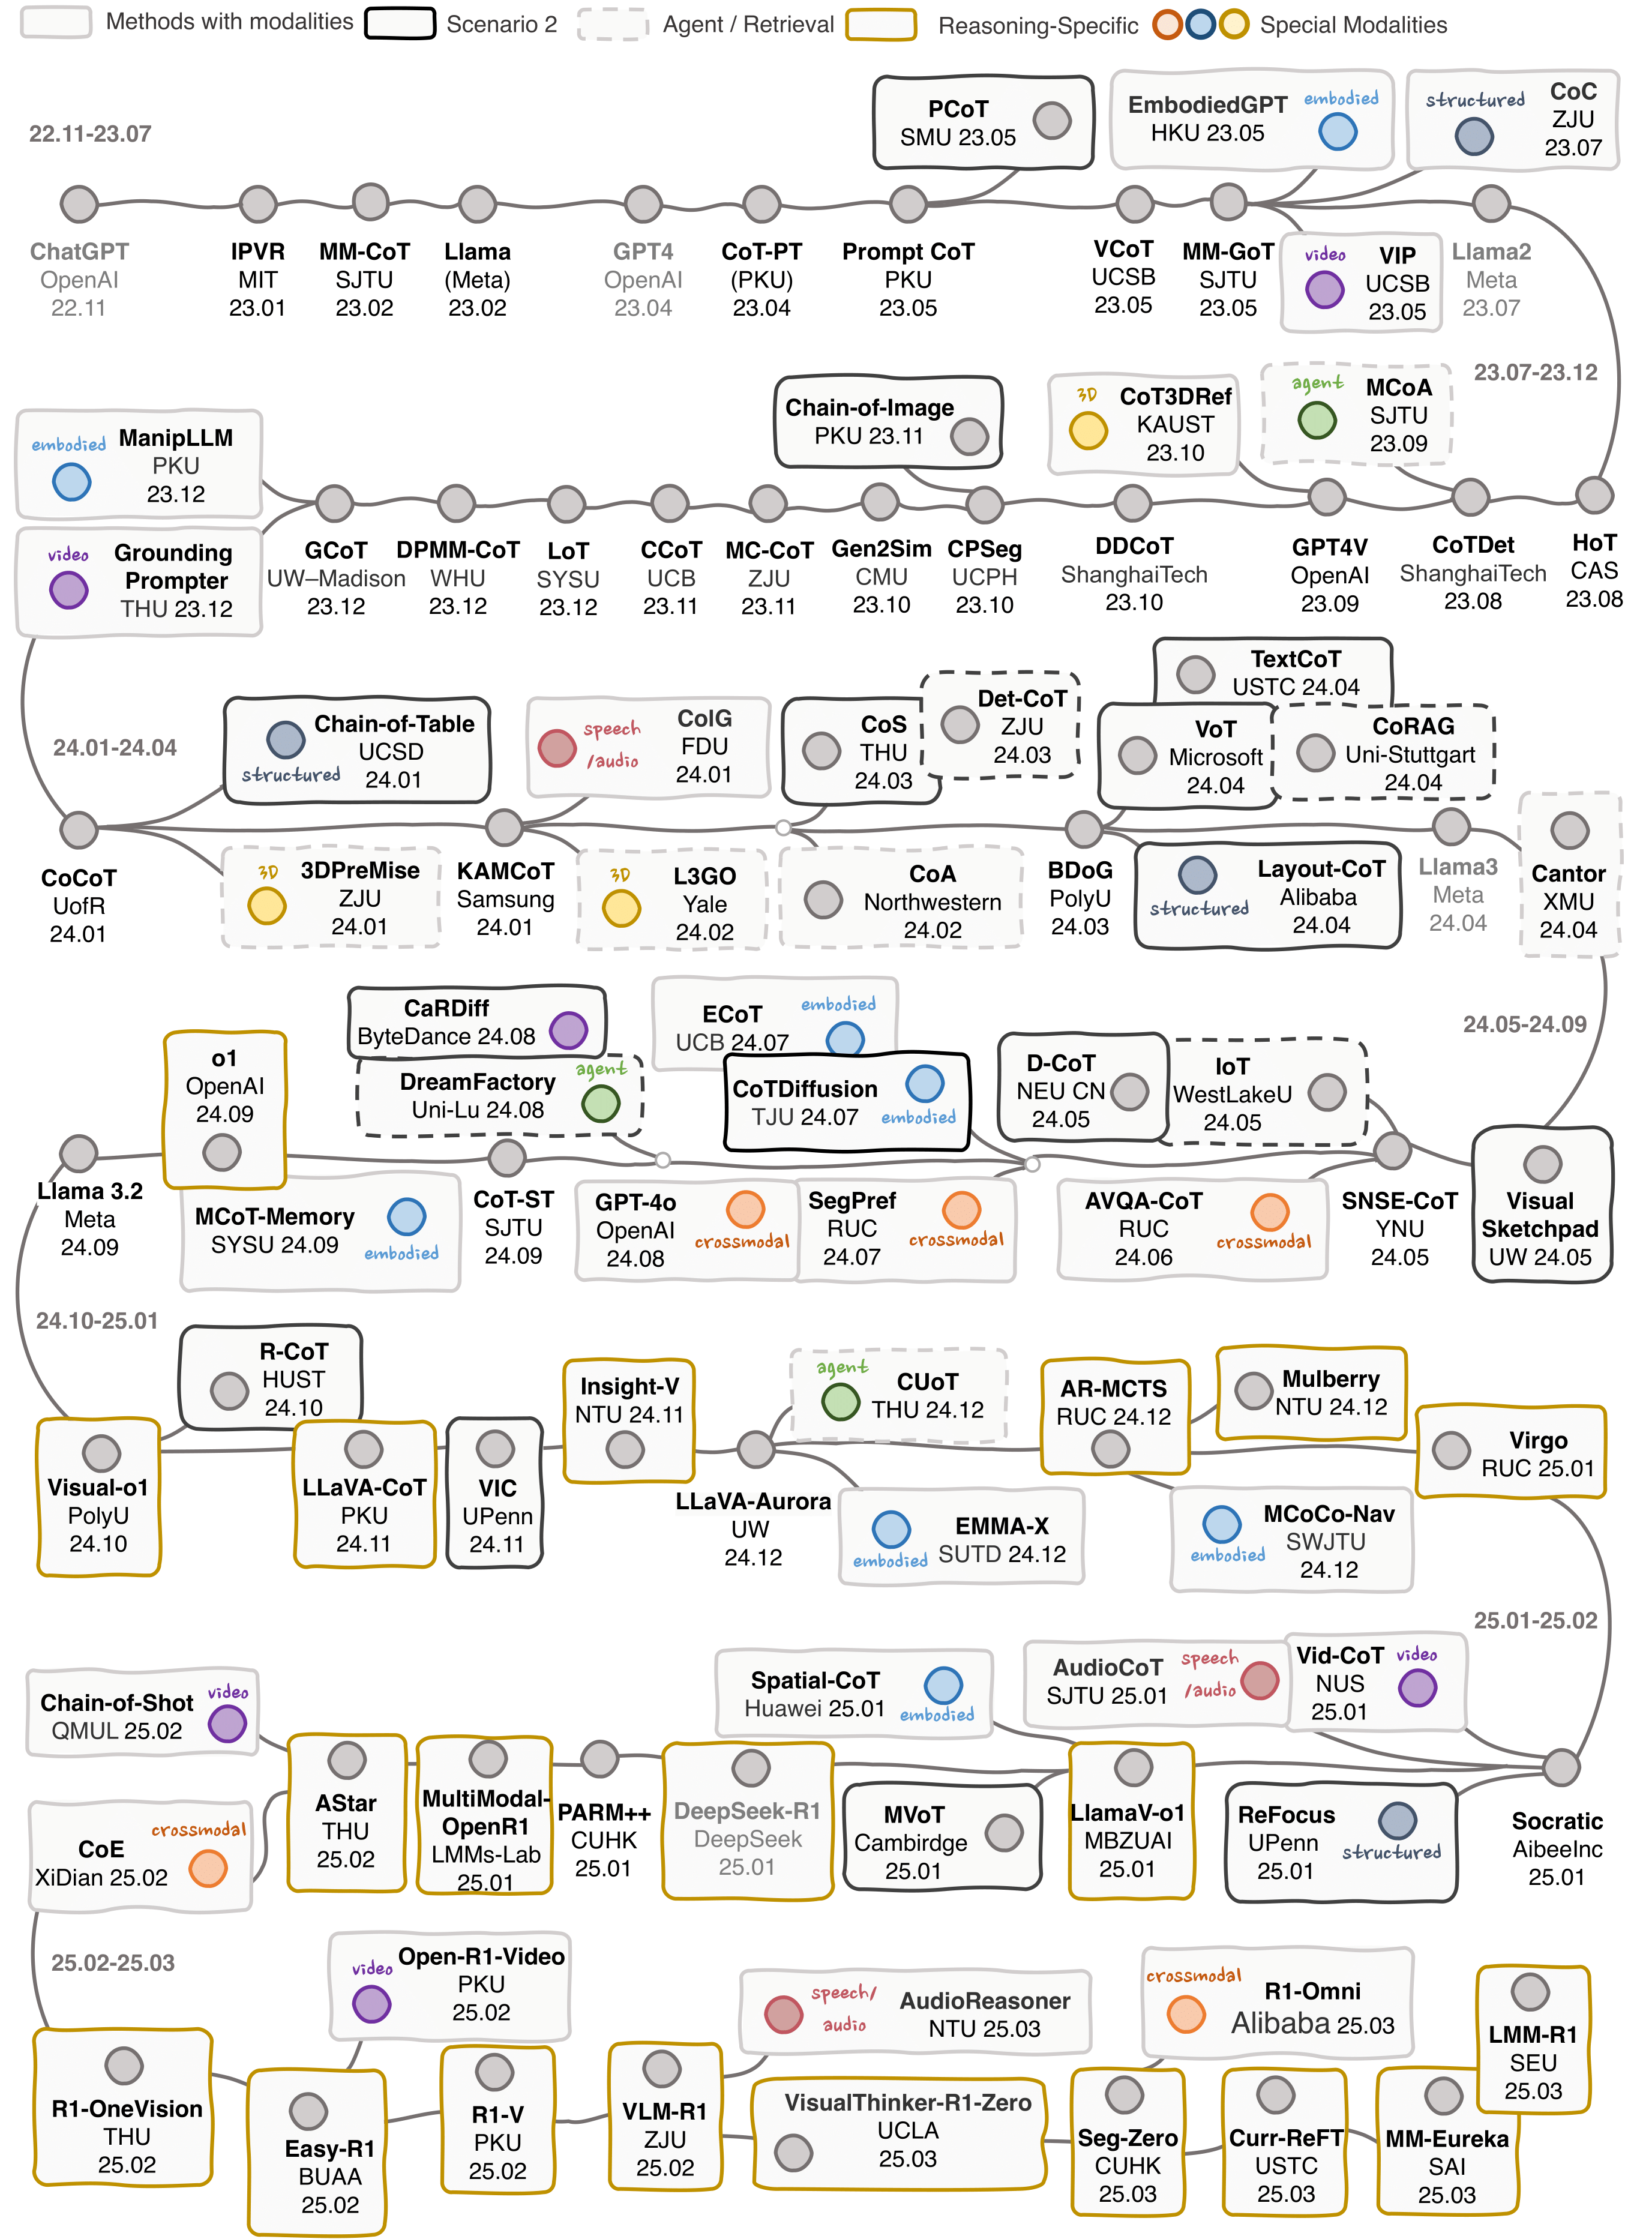 Methods with modalities
Scenario 2
Agent / Retrieval
Reasoning-Specific
Special Modalities
22.11-23.07
PCoT
SMU 23.05
EmbodiedGPT
HKU 23.05
embodied
structured
CoC
ZJU
23.07
ChatGPT
OpenAI
22.11
IPVR
MIT
23.01
MM-CoT
SJTU
23.02
Llama
(Meta)
23.02
GPT4
OpenAI
23.04
CoT-PT
(PKU)
23.04
Prompt CoT
PKU
23.05
VCoT
UCSB
23.05
MM-GoT
SJTU
23.05
video
VIP
UCSB
23.05
Llama2
Meta
23.07
23.07-23.12
embodied
ManipLLM
PKU
23.12
Chain-of-Image
PKU 23.11
3D
CoT3DRef
KAUST
23.10
agent
MCoA
SJTU
23.09
video
Grounding
Prompter
THU 23.12
GCoT
UW–Madison
23.12
DPMM-CoT
WHU
23.12
LoT
SYSU
23.12
CCoT
UCB
23.11
MC-CoT
ZJU
23.11
Gen2Sim
CMU
23.10
CPSeg
UCPH
23.10
DDCoT
ShanghaiTech
23.10
GPT4V
OpenAI
23.09
CoTDet
ShanghaiTech
23.08
HoT
CAS
23.08
24.01-24.04
Chain-of-Table
UCSD
24.01
structured
speech
/audio
CoIG
FDU
24.01
CoS
THU
24.03
Det-CoT
ZJU
24.03
TextCoT
USTC 24.04
VoT
Microsoft
24.04
CoRAG
Uni-Stuttgart
24.04
CoCoT
UofR
24.01
3D
3DPreMise
ZJU
24.01
KAMCoT
Samsung
24.01
3D
L3GO
Yale
24.02
CoA
Northwestern
24.02
BDoG
PolyU
24.03
structured
Layout-CoT
Alibaba
24.04
Llama3
Meta
24.04
Cantor
XMU
24.04
24.05-24.09
o1
OpenAI
24.09
CaRDiff
ByteDance 24.08
DreamFactory
Uni-Lu 24.08
agent
ECoT
UCB 24.07
embodied
CoTDiffusion
TJU 24.07
embodied
D-CoT
NEU CN
24.05
IoT
WestLakeU
24.05
Llama 3.2
Meta
24.09
MCoT-Memory
SYSU 24.09
embodied
CoT-ST
SJTU
24.09
GPT-4o
OpenAI
24.08
crossmodal
SegPref
RUC
24.07
crossmodal
AVQA-CoT
RUC
24.06
crossmodal
SNSE-CoT
YNU
24.05
Visual
Sketchpad
UW 24.05
24.10-25.01
R-CoT
HUST
24.10
Visual-o1
PolyU
24.10
LLaVA-CoT
PKU
24.11
VIC
UPenn
24.11
Insight-V
NTU 24.11
LLaVA-Aurora
UW
24.12
agent
CUoT
THU 24.12
embodied
EMMA-X
SUTD 24.12
AR-MCTS
RUC 24.12
Mulberry
NTU 24.12
embodied
MCoCo-Nav
SWJTU
24.12
Virgo
RUC 25.01
25.01-25.02
Chain-of-Shot
QMUL 25.02
video
Spatial-CoT
Huawei 25.01
embodied
AudioCoT
SJTU 25.01
speech
/audio
Vid-CoT
NUS
25.01
video
CoE
XiDian 25.02
crossmodal
AStar
THU
25.02
MultiModal-
OpenR1
LMMs-Lab
25.01
PARM++
CUHK
25.01
DeepSeek-R1
DeepSeek
25.01
MVoT
Cambirdge
25.01
LlamaV-o1
MBZUAI
25.01
ReFocus
UPenn
25.01
structured
Socratic
AibeeInc
25.01
25.02-25.03
video
Open-R1-Video
PKU
25.02
speech/
audio
AudioReasoner
NTU 25.03
crossmodal
R1-Omni
Alibaba 25.03
LMM-R1
SEU
25.03
R1-OneVision
THU
25.02
Easy-R1
BUAA
25.02
R1-V
PKU
25.02
VLM-R1
ZJU
25.02
VisualThinker-R1-Zero
UCLA
25.03
Seg-Zero
CUHK
25.03
Curr-ReFT
USTC
25.03
MM-Eureka
SAI
25.03